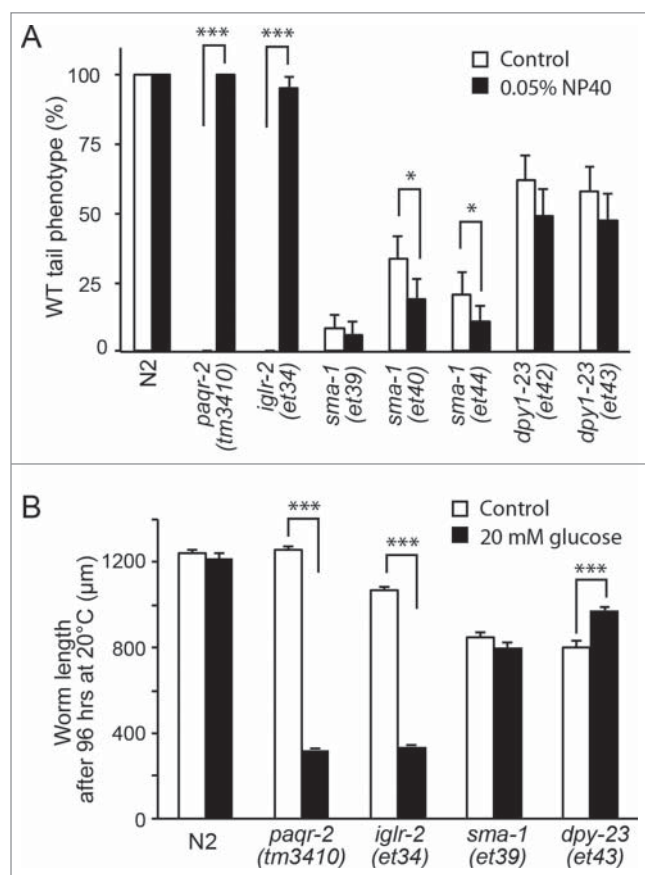 A
Control
0.05% NP40
WT tail phenotype (%)
100
75
50
25
0
***
***
*
*
N2
paqr-2
(tm3410)
iglr-2
(et34)
sma-1
(et39)
sma-1
(et40)
sma-1
(et44)
dpy1-23
(et42)
dpy1-23
(et43)
B
Control
20 mM glucose
Worm length
after 96 hrs at 20°C (µm)
1200
800
400
0
***
***
***
N2
paqr-2
(tm3410)
iglr-2
(et34)
sma-1
(et39)
dpy-23
(et43)